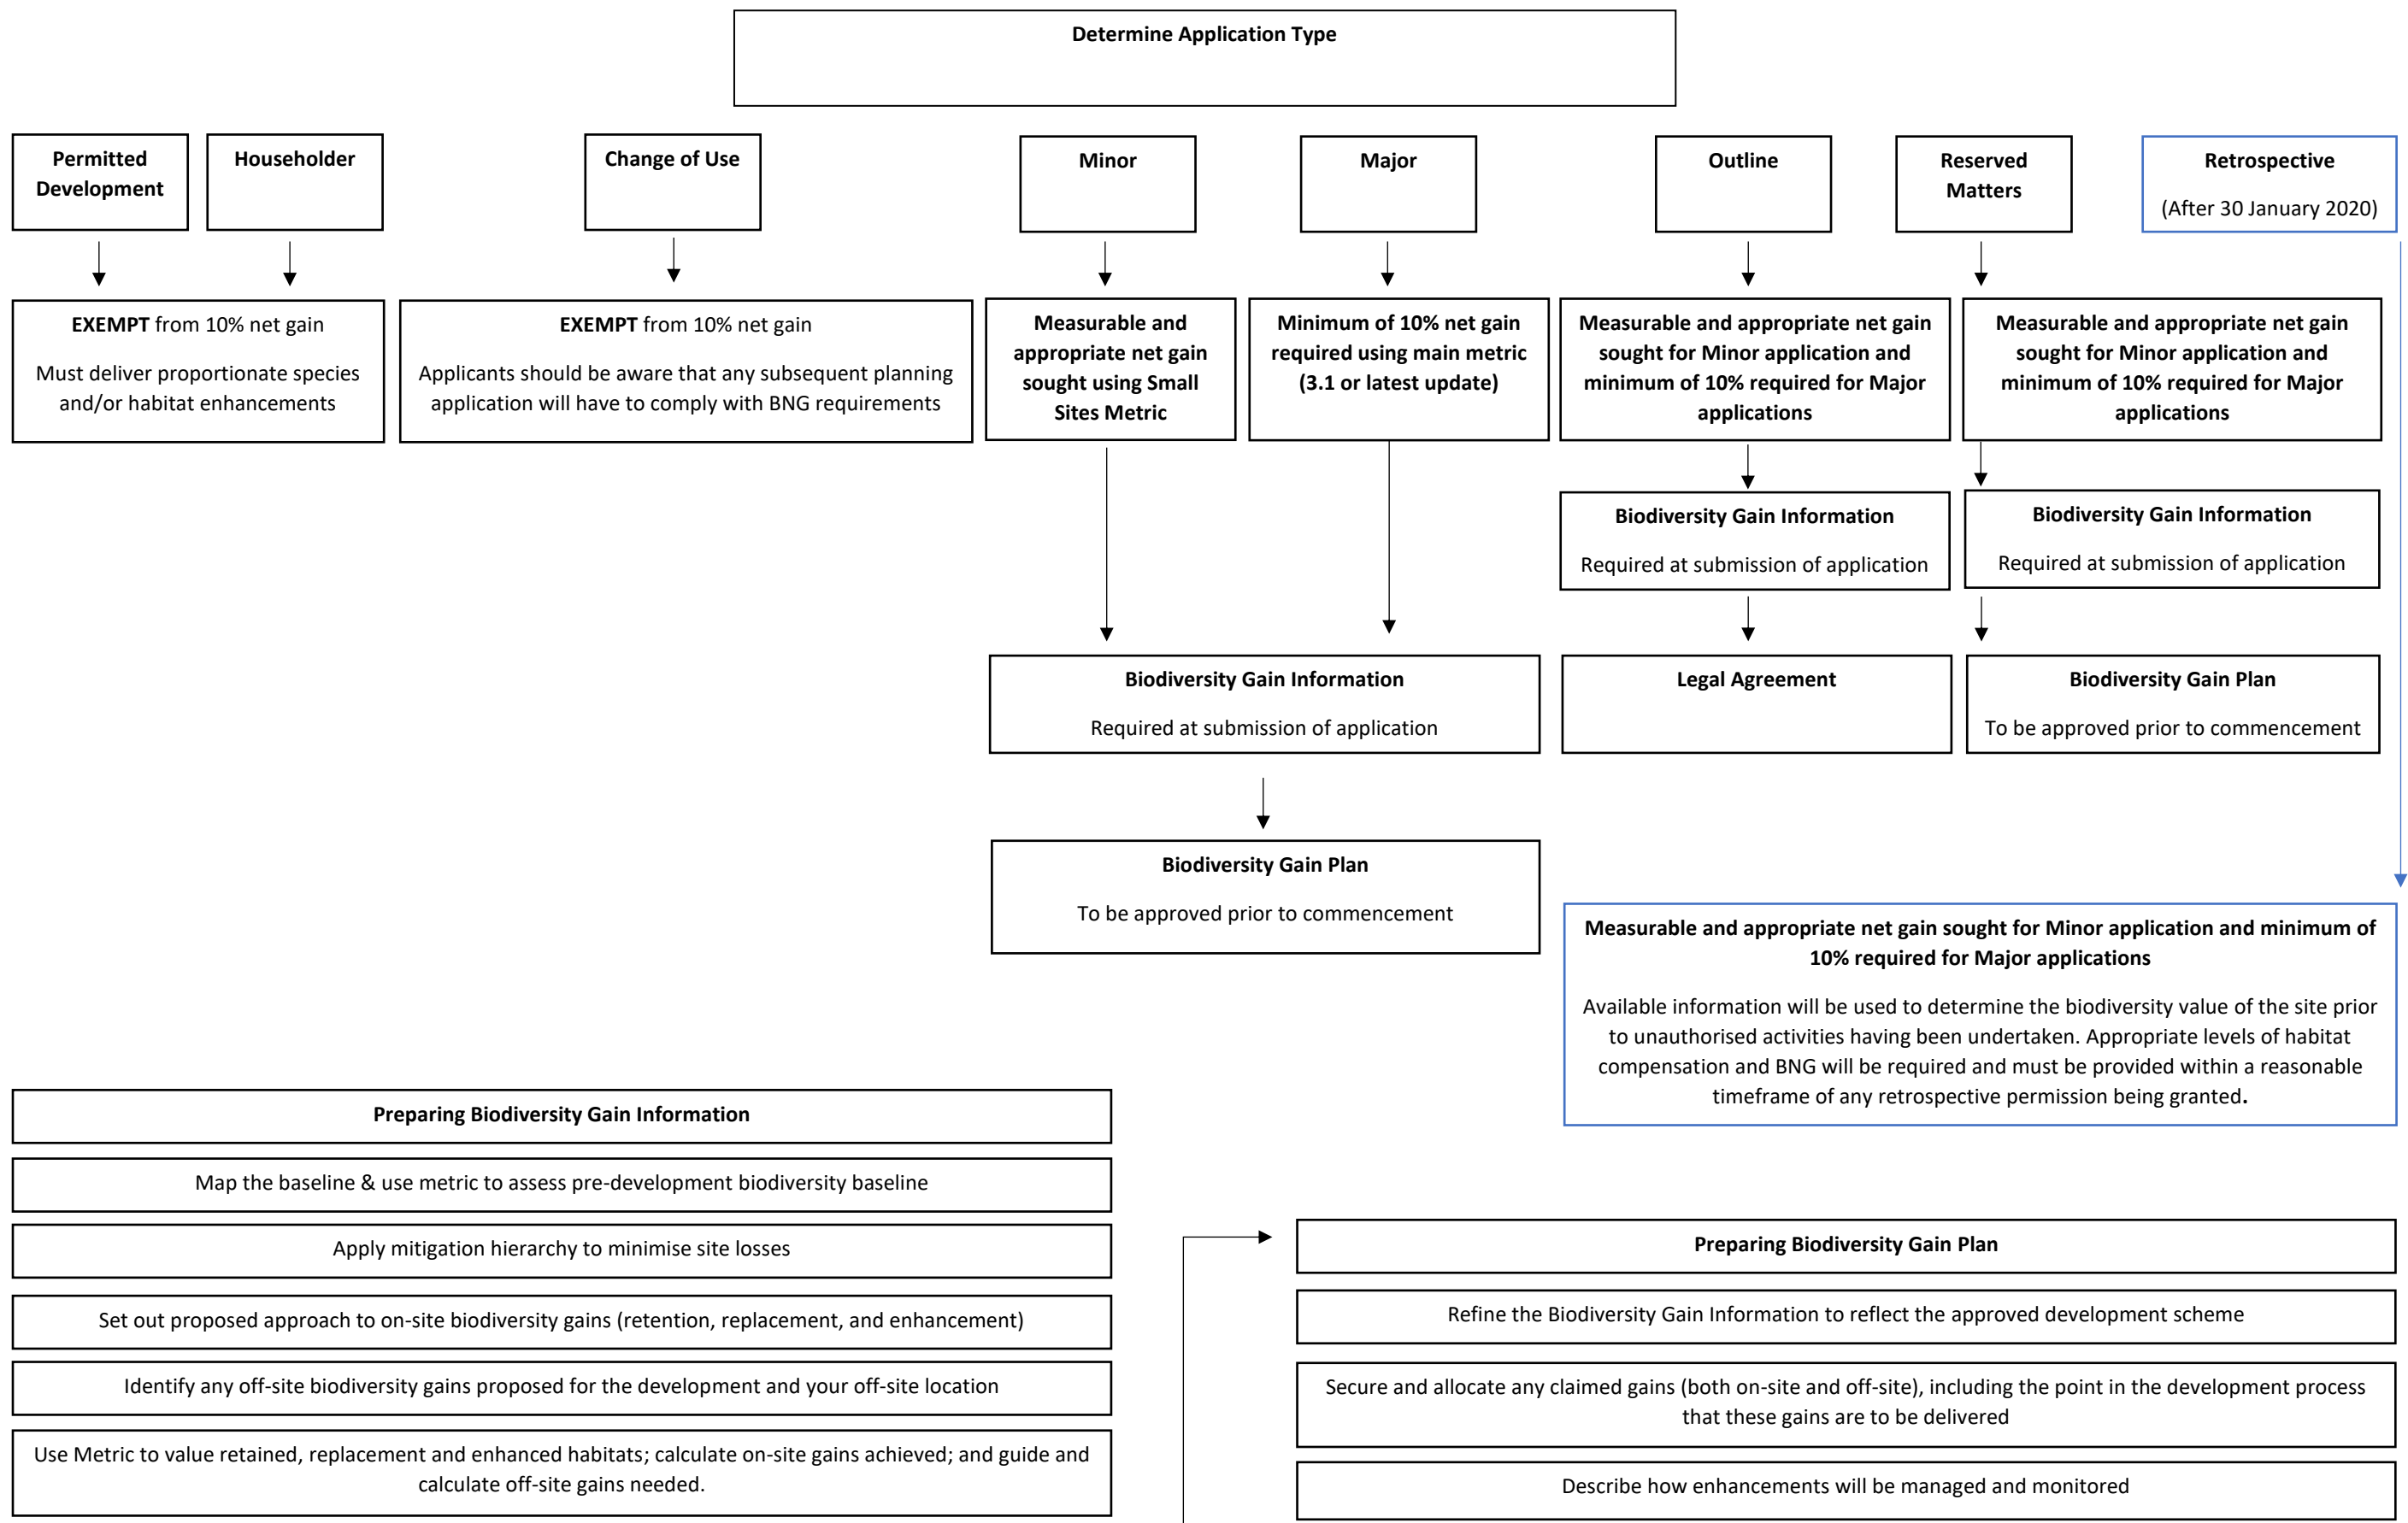 Determine Application Type
Permitted
Development
Householder
Change of Use
Minor
Major
Outline
Reserved
Matters
Retrospective
(After 30 January 2020)
EXEMPT from 10% net gain
Must deliver proportionate species
and/or habitat enhancements
EXEMPT from 10% net gain
Applicants should be aware that any subsequent planning
application will have to comply with BNG requirements
Measurable and
appropriate net gain
sought using Small
Sites Metric
Minimum of 10% net gain
required using main metric
(3.1 or latest update)
Measurable and appropriate net gain
sought for Minor application and
minimum of 10% required for Major
applications
Measurable and appropriate net gain
sought for Minor application and
minimum of 10% required for Major
applications
Biodiversity Gain Information
Required at submission of application
Biodiversity Gain Information
Required at submission of application
Biodiversity Gain Information
Required at submission of application
Legal Agreement
Biodiversity Gain Plan
To be approved prior to commencement
Biodiversity Gain Plan
To be approved prior to commencement
Measurable and appropriate net gain sought for Minor application and minimum of
10% required for Major applications
Available information will be used to determine the biodiversity value of the site prior
to unauthorised activities having been undertaken. Appropriate levels of habitat
compensation and BNG will be required and must be provided within a reasonable
timeframe of any retrospective permission being granted.
Preparing Biodiversity Gain Information
Map the baseline & use metric to assess pre-development biodiversity baseline
Apply mitigation hierarchy to minimise site losses
Set out proposed approach to on-site biodiversity gains (retention, replacement, and enhancement)
Identify any off-site biodiversity gains proposed for the development and your off-site location
Use Metric to value retained, replacement and enhanced habitats; calculate on-site gains achieved; and guide and
calculate off-site gains needed.
Preparing Biodiversity Gain Plan
Refine the Biodiversity Gain Information to reflect the approved development scheme
Secure and allocate any claimed gains (both on-site and off-site), including the point in the development process
that these gains are to be delivered
Describe how enhancements will be managed and monitored